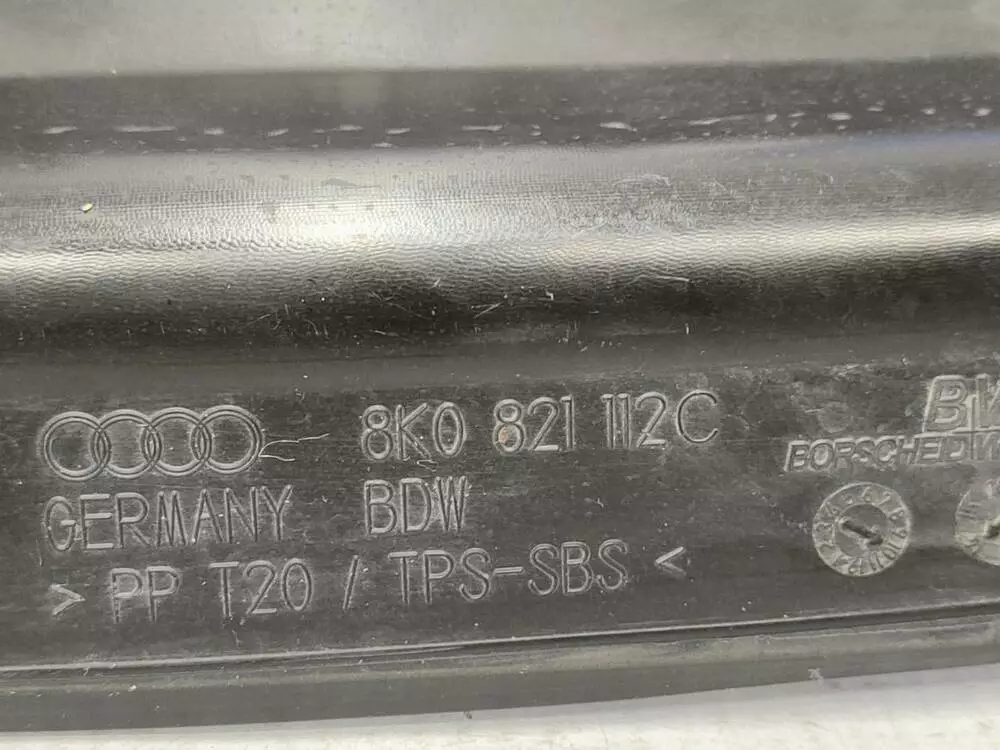 8K0 821 112C
GERMANY BDW
> PP T20 / TPS-SBS <